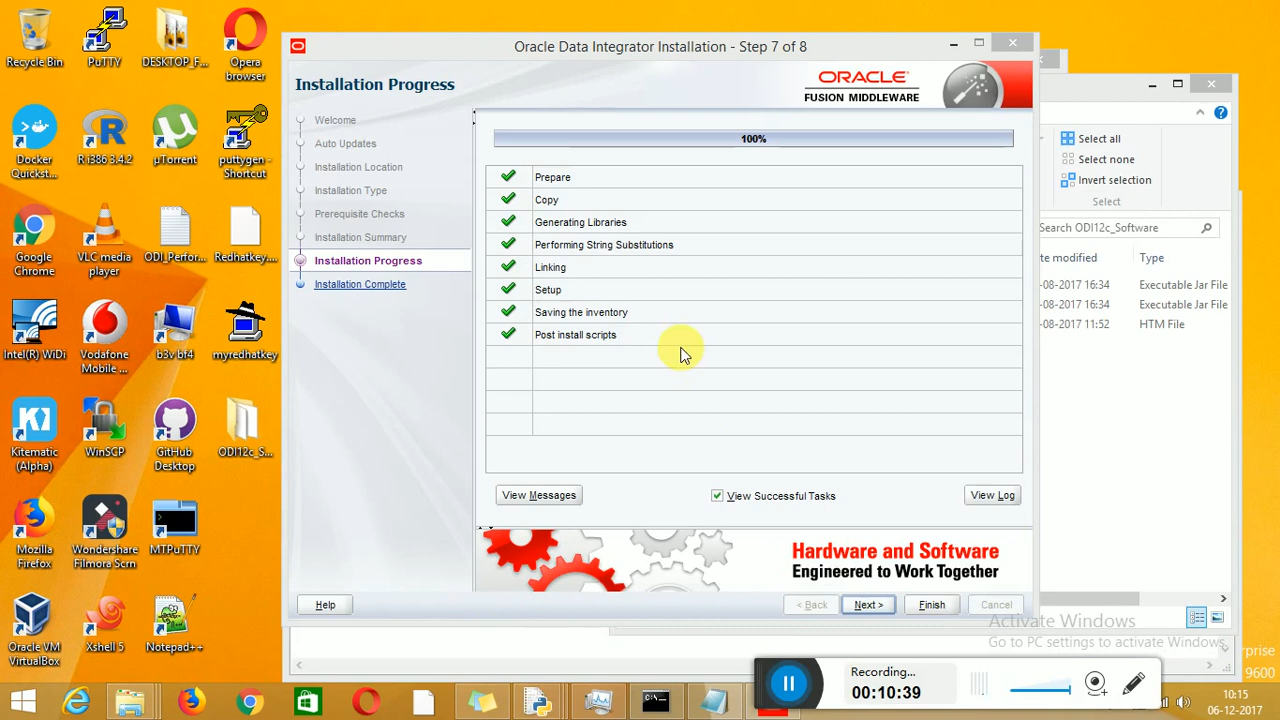 Recycle Bin
PuTTY
DESKTOP_F...
Opera
browser
Docker
Quickst...
R i386 3.4.2
µTorrent
puttygen -
Shortcut
Google
Chrome
VLC media
player
ODI_Perfor...
Redhatkey....
Intel(R) WiDi
Vodafone
Mobile ...
b3v bf4
myredhatkey
Kitematic
(Alpha)
WinSCP
GitHub
Desktop
ODI12c_S...
Mozilla
Firefox
Wondershare
Filmora Scrn
MTPuTTY
Oracle VM
VirtualBox
Xshell 5
Notepad++
Oracle Data Integrator Installation - Step 7 of 8
Installation Progress
ORACLE
FUSION MIDDLEWARE
Welcome
Auto Updates
Installation Location
Installation Type
Prerequisite Checks
Installation Summary
Installation Progress
Installation Complete
100%
Prepare
Copy
Generating Libraries
Performing String Substitutions
Linking
Setup
Saving the inventory
Post install scripts
View Messages
View Successful Tasks
View Log
Hardware and Software
Engineered to Work Together
Help
< Back
Next >
Finish
Cancel
Select all
Select none
Invert selection
Select
Search ODI12c_Software
Type
-08-2017 16:34 Executable Jar File
-08-2017 16:34 Executable Jar File
-08-2017 11:52 HTM File
Activate Windows
Go to PC settings to activate Windows.
9600
Recording...
00:10:39
10:15
06-12-2017